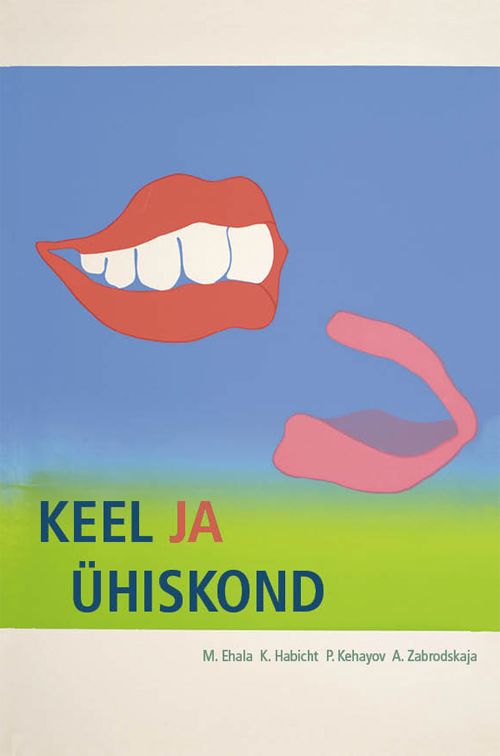 KEEL JA
ÜHISKOND
M. Ehala K. Habicht P. Kehayov A. Zabrodskaja